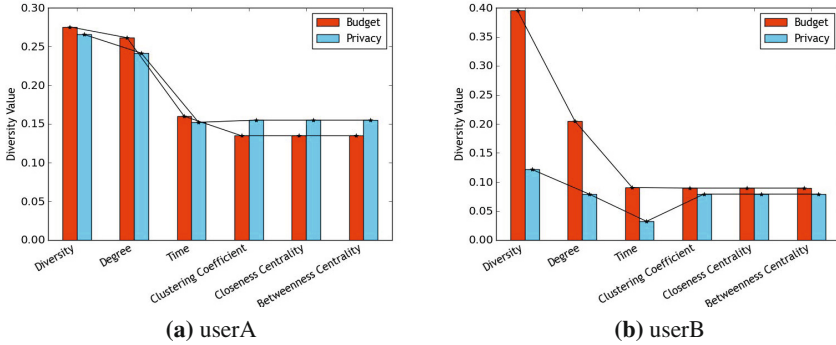 0.30
0.25
0.20
0.15
0.10
0.05
0.00
Diversity Value
Budget
Privacy
Diversity
Degree
Time
Clustering Coefficient
Closeness Centrality
Betweenness Centrality
(a) userA
0.40
0.35
0.30
0.25
0.20
0.15
0.10
0.05
0.00
Diversity Value
Budget
Privacy
Diversity
Degree
Time
Clustering Coefficient
Closeness Centrality
Betweenness Centrality
(b) userB